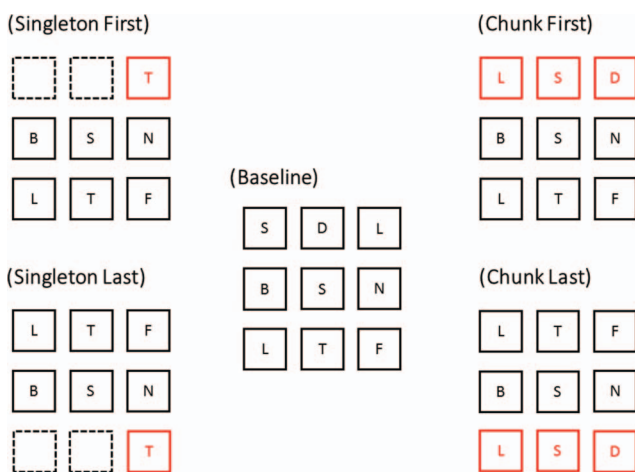 (Singleton First)
T
B S N
L T F
(Singleton Last)
L T F
B S N
T
(Baseline)
S D L
B S N
L T F
(Chunk First)
L S D
B S N
L T F
(Chunk Last)
L T F
B S N
L S D